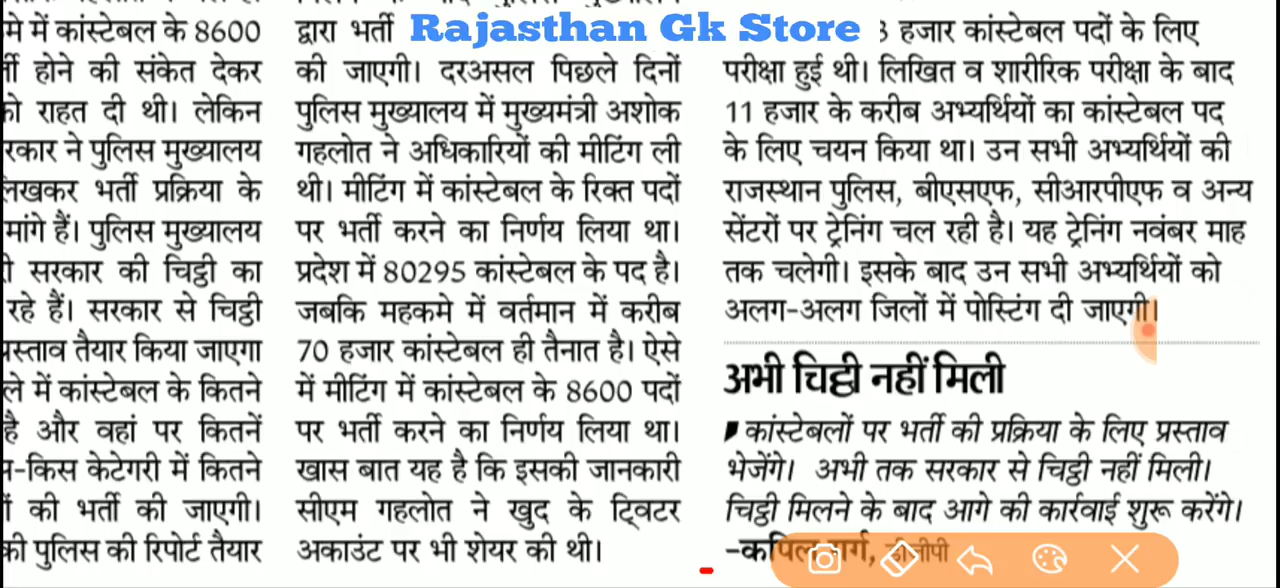 Rajasthan Gk Store
में कांस्टेबल के 8600
होने की संकेत देकर
राहत दी थी। लेकिन
ने पुलिस मुख्यालय
भर्ती प्रक्रिया के
मांगे हैं। पुलिस मुख्यालय
सरकार की चिट्ठी का
रहे हैं। सरकार से चिट्ठी
तैयार किया जाएगा
में कांस्टेबल के कितने
है और वहां पर कितनें
किस केटेगरी में कितने
की भर्ती की जाएगी।
पुलिस की रिपोर्ट तैयार
द्वारा भर्ती
की जाएगी। दरअसल पिछले दिनों
पुलिस मुख्यालय में मुख्यमंत्री अशोक
गहलोत ने अधिकारियों की मीटिंग ली
थी। मीटिंग में कांस्टेबल के रिक्त पदों
पर भर्ती करने का निर्णय लिया था।
प्रदेश में 80295 कांस्टेबल के पद है।
जबकि महकमे में वर्तमान में करीब
70 हजार कांस्टेबल ही तैनात है। ऐसे
में मीटिंग में कांस्टेबल के 8600 पदों
पर भर्ती करने का निर्णय लिया था।
खास बात यह है कि इसकी जानकारी
सीएम गहलोत ने खुद के ट्विटर
अकाउंट पर भी शेयर की थी।
हजार कांस्टेबल पदों के लिए
परीक्षा हुई थी। लिखित व शारीरिक परीक्षा के बाद
11 हजार के करीब अभ्यर्थियों का कांस्टेबल पद
के लिए चयन किया था। उन सभी अभ्यर्थियों की
राजस्थान पुलिस, बीएसएफ, सीआरपीएफ व अन्य
सेंटरों पर ट्रेनिंग चल रही है। यह ट्रेनिंग नवंबर माह
तक चलेगी। इसके बाद उन सभी अभ्यर्थियों को
अलग-अलग जिलों में पोस्टिंग दी जाएगी।
अभी चिट्ठी नहीं मिली
कांस्टेबलों पर भर्ती की प्रक्रिया के लिए प्रस्ताव
भेजेंगे। अभी तक सरकार से चिट्ठी नहीं मिली।
चिट्ठी मिलने के बाद आगे की कार्रवाई शुरू करेंगे।
-कपिल गर्ग, डीजीपी